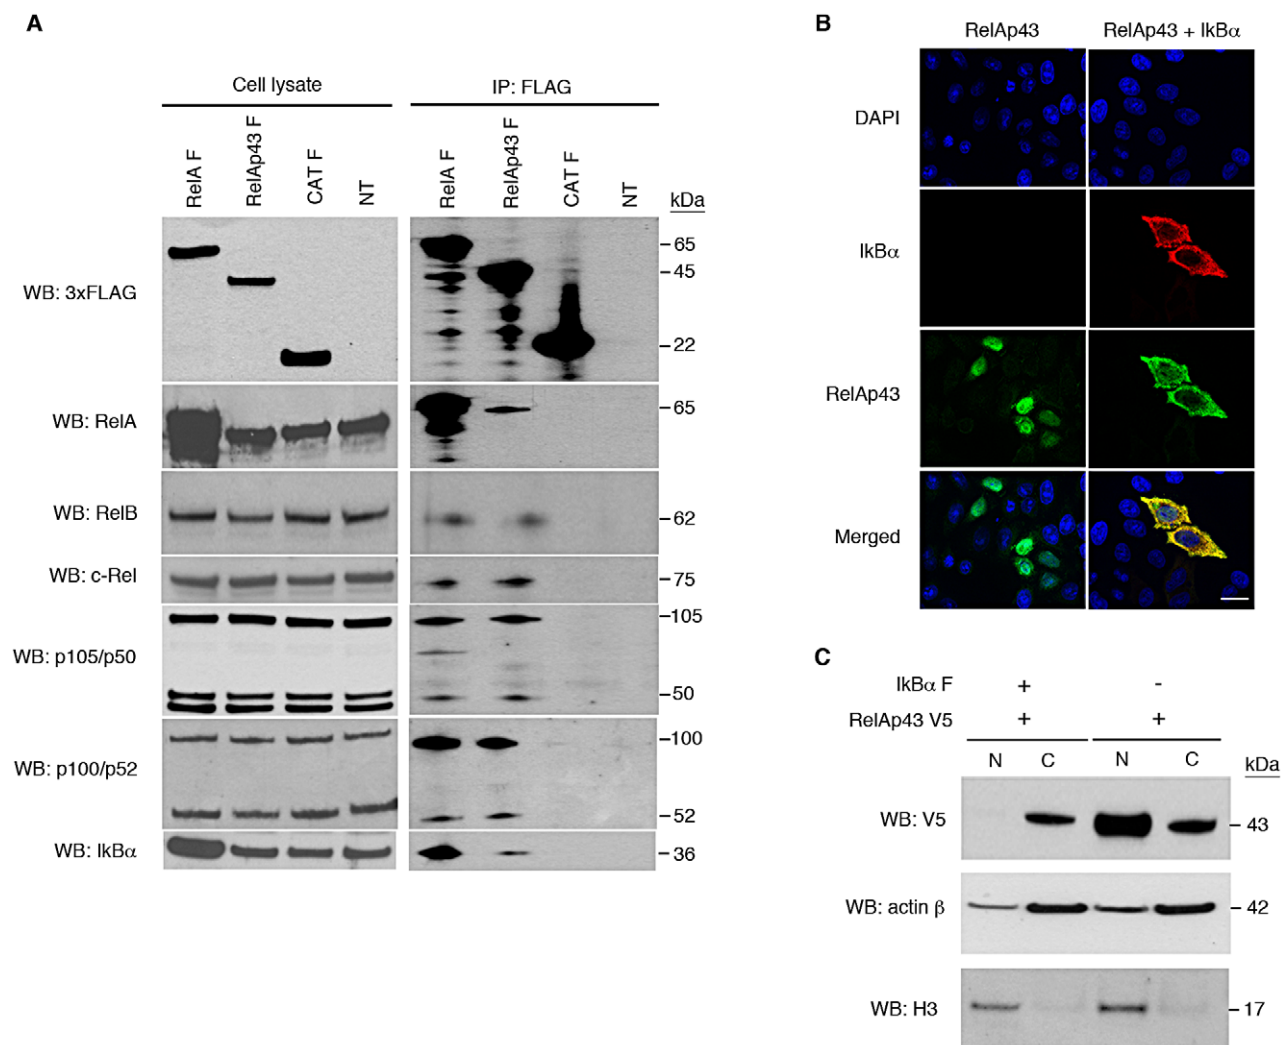 A
Cell lysate
IP: FLAG
RelA F
RelAp43 F
CAT F
NT
RelA F
RelAp43 F
CAT F
NT
kDa
WB: 3xFLAG
65
45
22
WB: RelA
65
WB: RelB
62
WB: c-Rel
75
WB: p105/p50
105
50
WB: p100/p52
100
52
WB: IkBα
36
B
RelAp43
RelAp43 + IkBα
DAPI
IkBα
RelAp43
Merged
C
IkBα F + -
RelAp43 V5 + +
N C N C kDa
WB: V5
43
WB: actin β
42
WB: H3
17